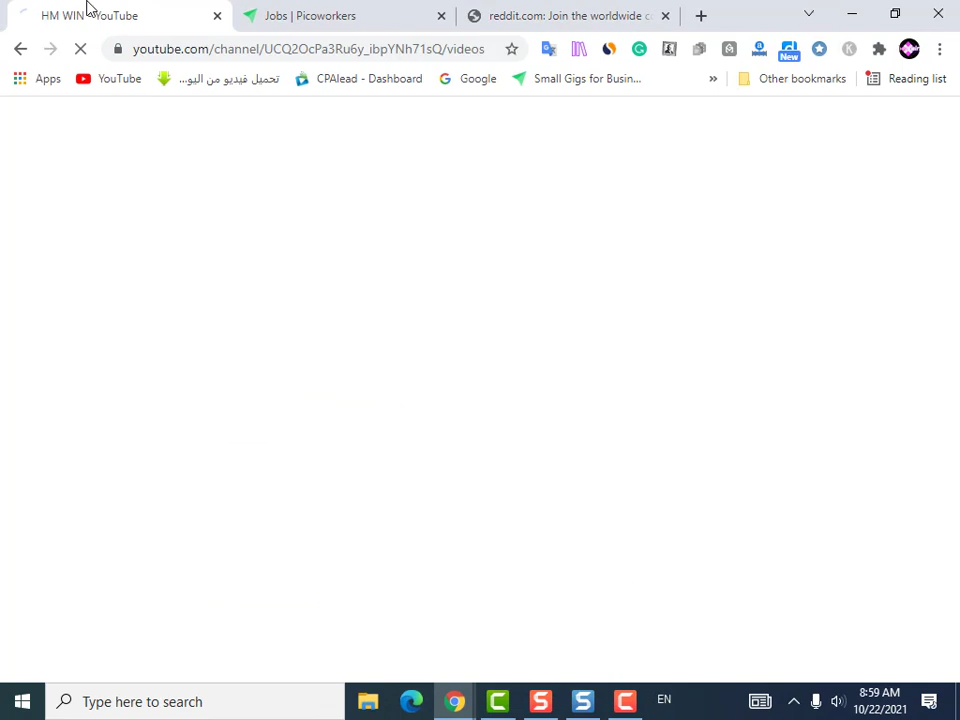 HM WIN - YouTube
Jobs | Picoworkers
reddit.com: Join the worldwide c
youtube.com/channel/UCQ2OcPa3Ru6y_ibpYNh71sQ/videos
New
Apps
YouTube
تحميل فيديو من اليو...
CPAlead - Dashboard
Google
Small Gigs for Busin...
»
Other bookmarks
Reading list
Type here to search
EN
8:59 AM
10/22/2021